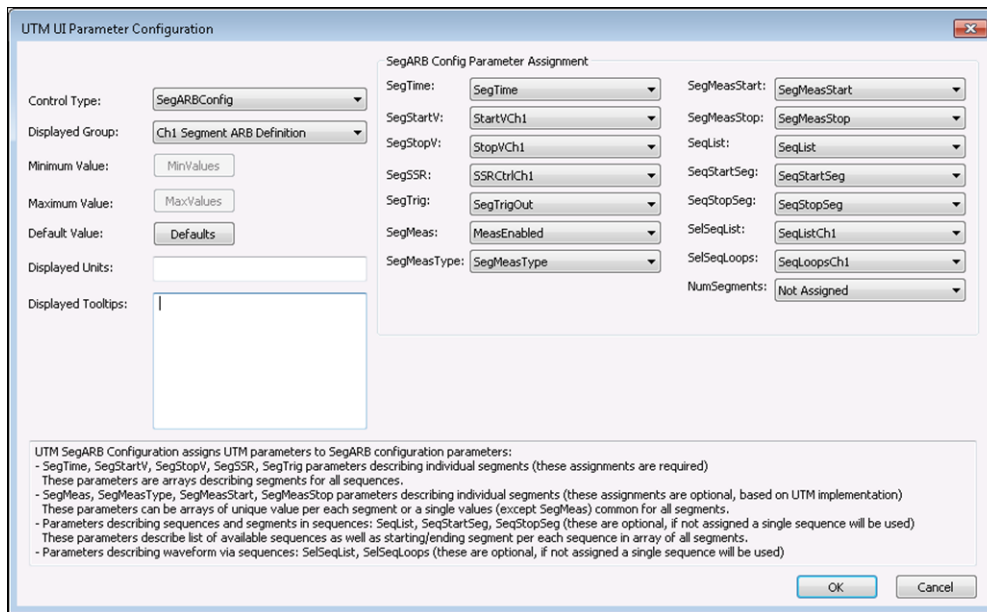 UTM UI Parameter Configuration
SegARB Config Parameter Assignment
Control Type: SegARBConfig
Displayed Group: Ch1 Segment ARB Definition
Minimum Value: MinValues
Maximum Value: MaxValues
Default Value: Defaults
Displayed Units:
Displayed Tooltips:
SegTime: SegTime
SegStartV: StartVCh1
SegStopV: StopVCh1
SegSSR: SSRCtrlCh1
SegTrig: SegTrigOut
SegMeas: MeasEnabled
SegMeasType: SegMeasType
SegMeasStart: SegMeasStart
SegMeasStop: SegMeasStop
SeqList: SeqList
SeqStartSeg: SeqStartSeg
SeqStopSeg: SeqStopSeg
SelSeqList: SeqListCh1
SelSeqLoops: SeqLoopsCh1
NumSegments: Not Assigned
UTM SegARB Configuration assigns UTM parameters to SegARB configuration parameters:
- SegTime, SegStartV, SegStopV, SegSSR, SegTrig parameters describing individual segments (these assignments are required)
These parameters are arrays describing segments for all sequences.
- SegMeas, SegMeasType, SegMeasStart, SegMeasStop parameters describing individual segments (these assignments are optional, based on UTM implementation)
These parameters can be arrays of unique value per each segment or a single values (except SegMeas) common for all segments.
- Parameters describing sequences and segments in sequences: SeqList, SeqStartSeg, SeqStopSeg (these are optional, if not assigned a single sequence will be used)
These parameters describe list of available sequences as well as starting/ending segment per each sequence in array of all segments.
- Parameters describing waveform via sequences: SelSeqList, SelSeqLoops (these are optional, if not assigned a single sequence will be used)
OK
Cancel